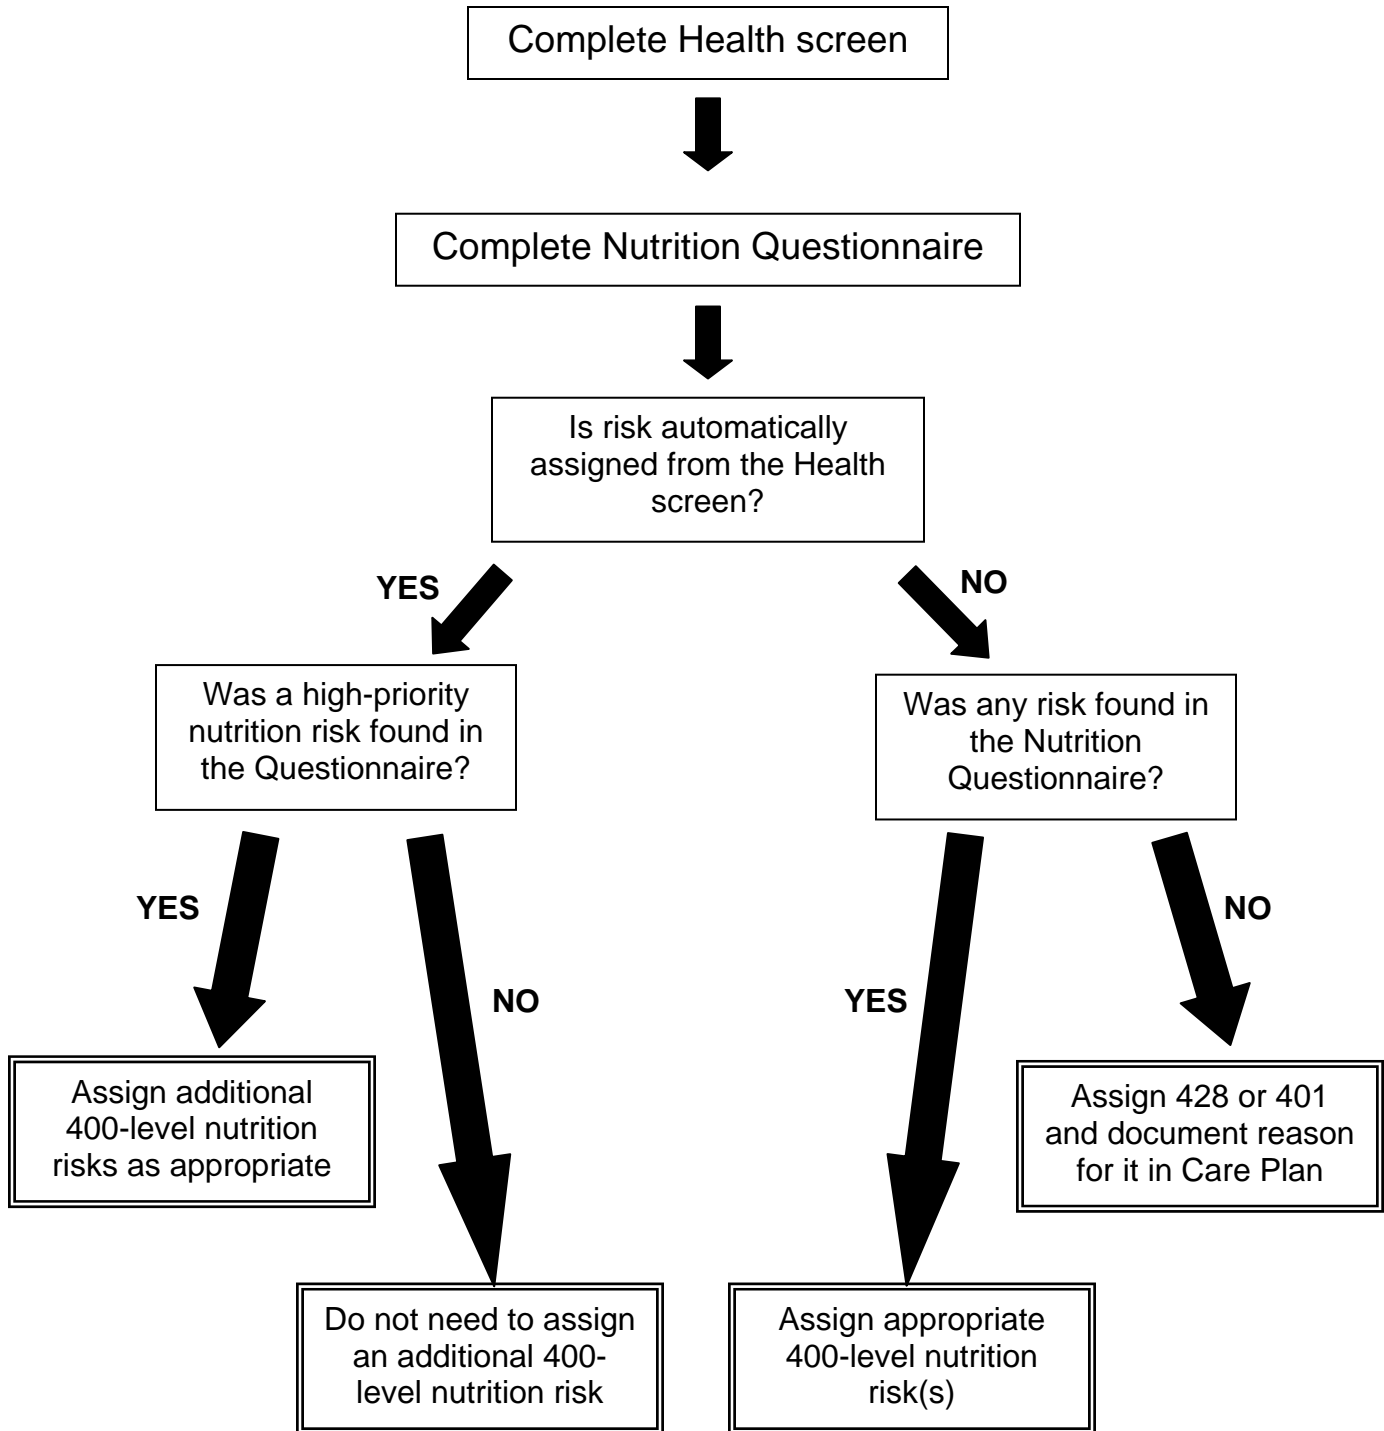 Complete Health screen
Complete Nutrition Questionnaire
Is risk automatically
assigned from the Health
screen?
YES
NO
Was a high-priority
nutrition risk found in
the Questionnaire?
Was any risk found in
the Nutrition
Questionnaire?
YES
NO
YES
NO
Assign additional
400-level nutrition
risks as appropriate
Do not need to assign
an additional 400-
level nutrition risk
Assign appropriate
400-level nutrition
risk(s)
Assign 428 or 401
and document reason
for it in Care Plan